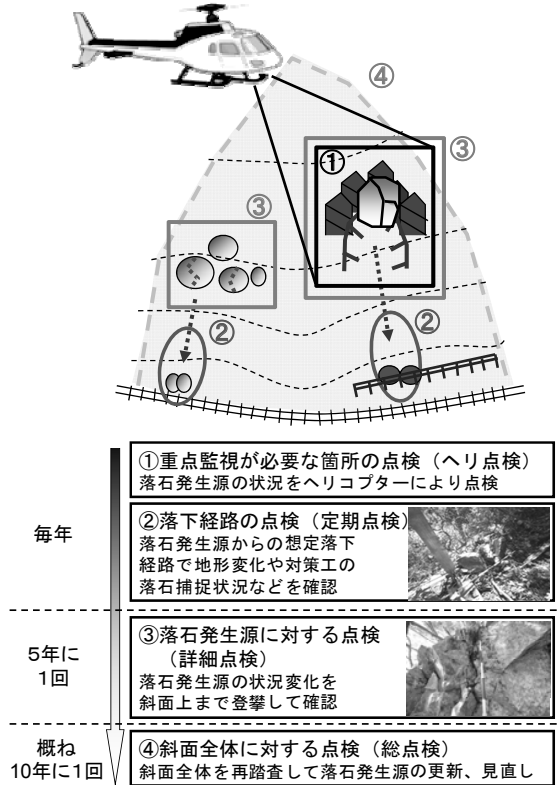 ④
①
③
③
②
②
毎年
①重点監視が必要な箇所の点検（ヘリ点検）
落石発生源の状況をヘリコプターにより点検
②落下経路の点検（定期点検）
落石発生源からの想定落下
経路で地形変化や対策工の
落石捕捉状況などを確認
5年に
1回
③落石発生源に対する点検
（詳細点検）
落石発生源の状況変化を
斜面上まで登攀して確認
概ね
10年に1回
④斜面全体に対する点検（総点検）
斜面全体を再踏査して落石発生源の更新、見直し